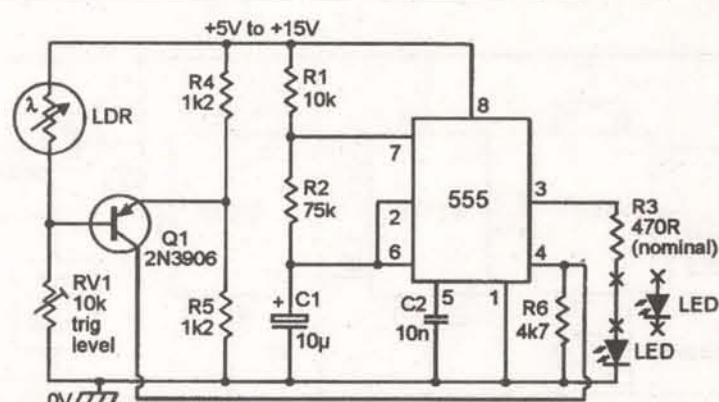 +5V to +15V
R4
1k2
R1
10k
λ
LDR
8
7
R2
75k
555
3
2
R3
470R
(nominal)
Q1
2N3906
6
4
RV1
10k
trig
level
R5
1k2
+
C1
10μ
C2
10n
5
1
R6
4k7
LED
LED
0V